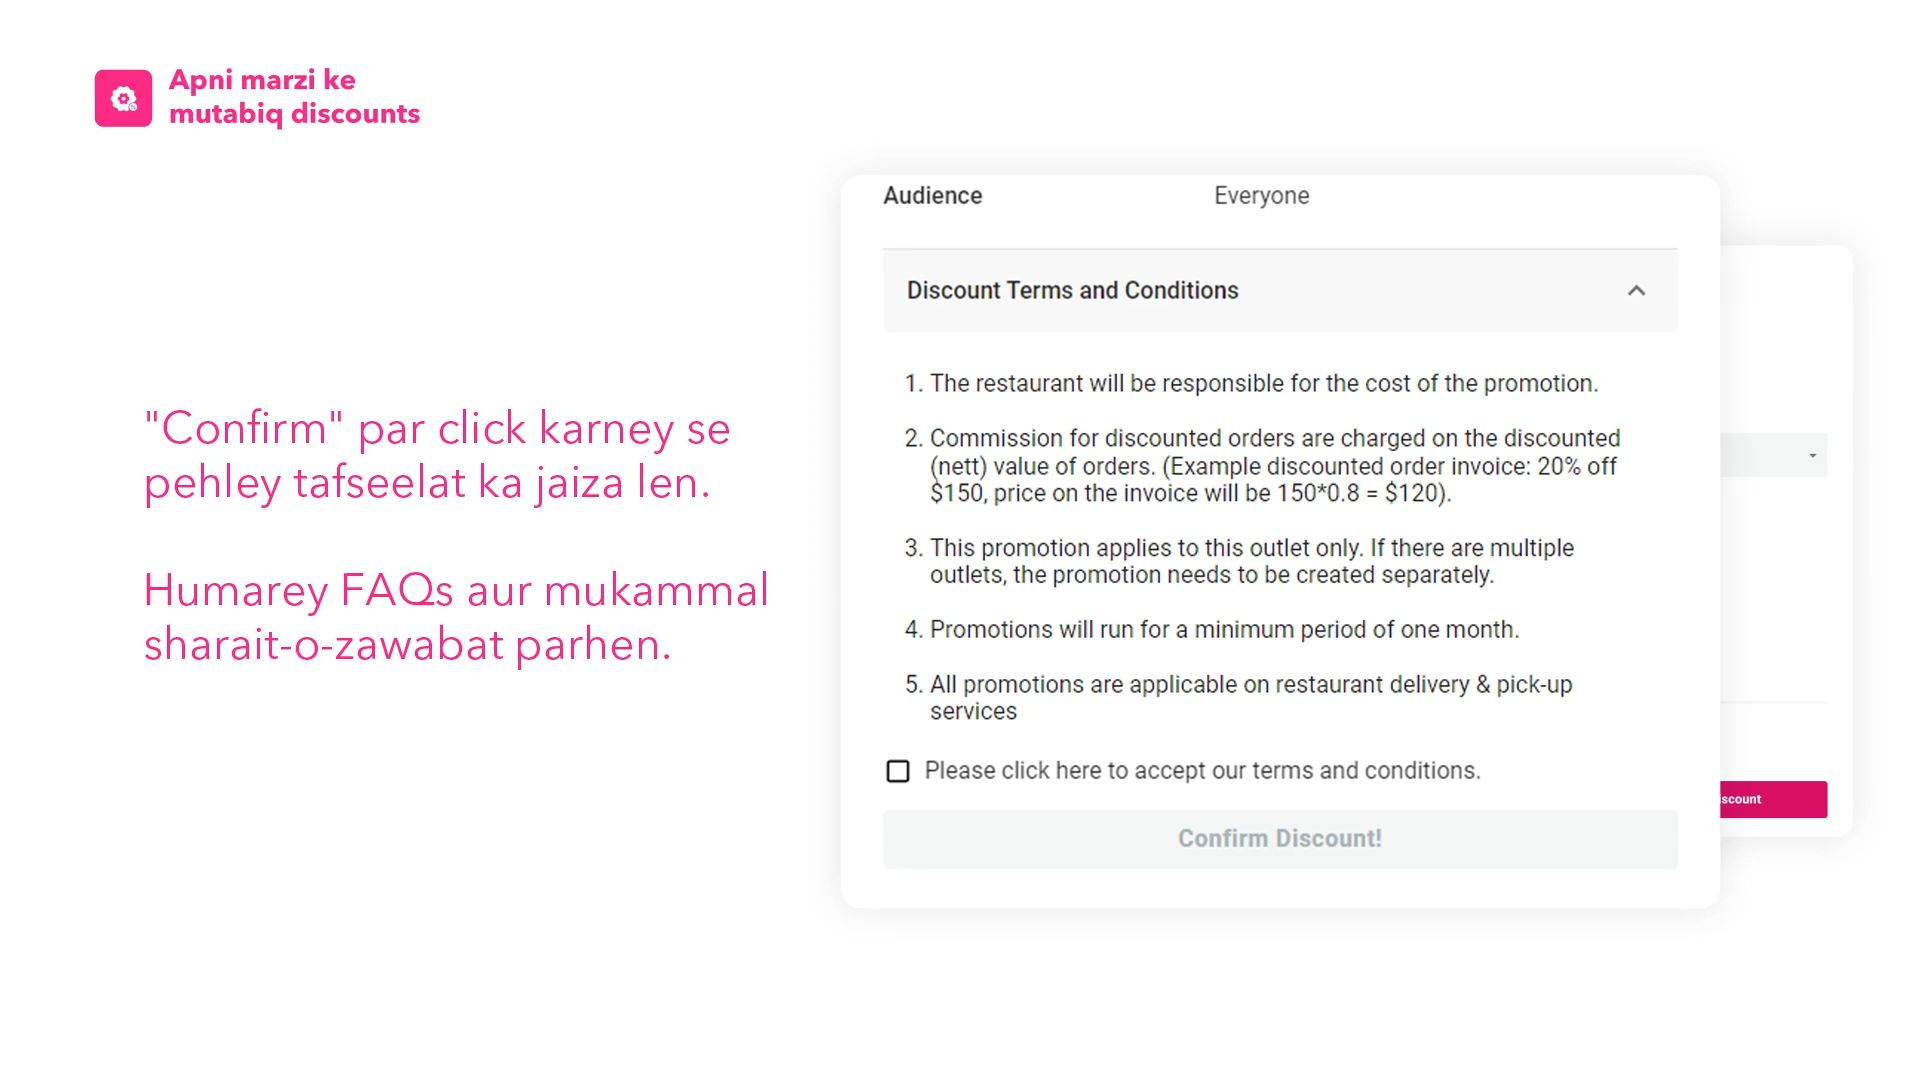 Apni marzi ke
mutabiq discounts
"Confirm" par click karney se
pehley tafseelat ka jaiza len.
Humarey FAQs aur mukammal
sharait-o-zawabat parhen.
Audience Everyone
Discount Terms and Conditions
1. The restaurant will be responsible for the cost of the promotion.
2. Commission for discounted orders are charged on the discounted
(nett) value of orders. (Example discounted order invoice: 20% off
$150, price on the invoice will be 150*0.8 = $120).
3. This promotion applies to this outlet only. If there are multiple
outlets, the promotion needs to be created separately.
4. Promotions will run for a minimum period of one month.
5. All promotions are applicable on restaurant delivery & pick-up
services
Please click here to accept our terms and conditions.
Confirm Discount!
scount